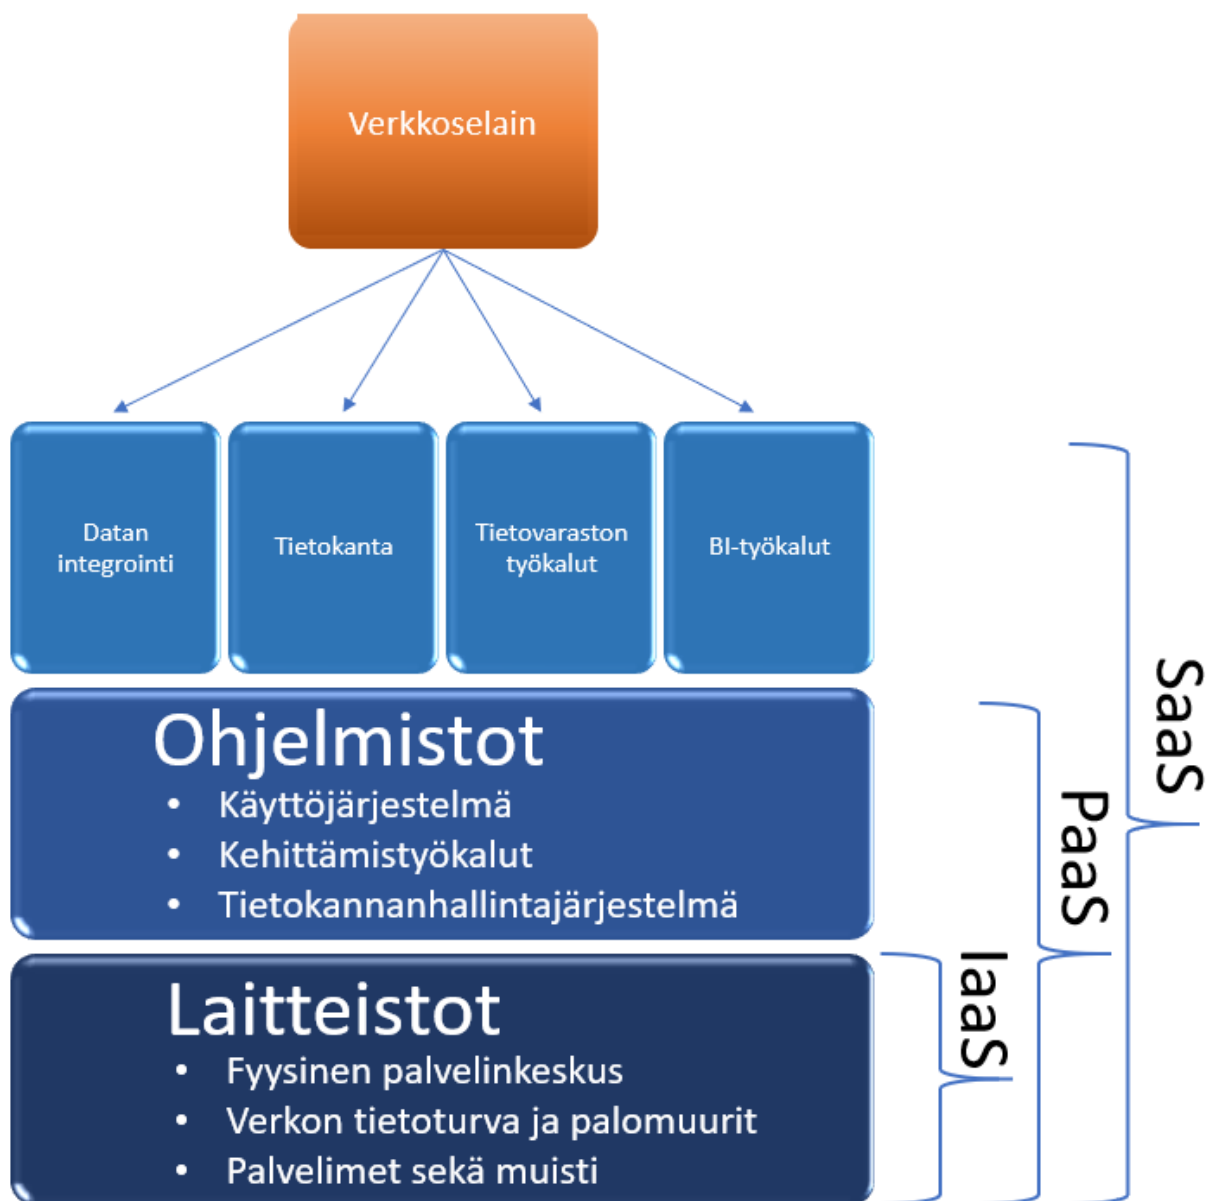 Verkkoselain
Datan
integrointi
Tietokanta
Tietovaraston
työkalut
BI-työkalut
Ohjelmistot
• Käyttöjärjestelmä
• Kehittämistyökalut
• Tietokannanhallintajärjestelmä
Laitteistot
• Fyysinen palvelinkeskus
• Verkon tietoturva ja palomuurit
• Palvelimet sekä muisti
IaaS
PaaS
SaaS